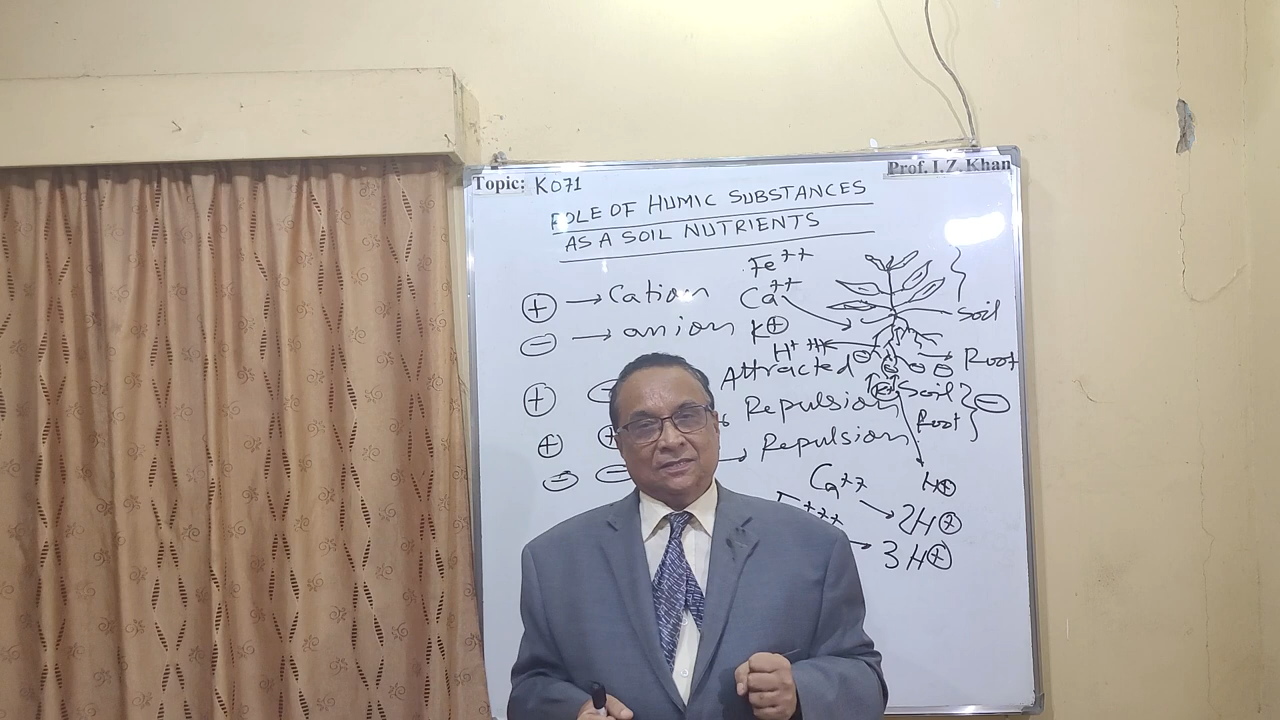 Topic: K071
Prof. I.Z. Khan
ROLE OF HUMIC SUBSTANCES
AS A SOIL NUTRIENTS
Fe++
+ → Cation
Ca++
Soil
- → anion
K+
H+
Root
Attracted
+ -
Soil
-
Repulsion
Root
+ +
Repulsion
- -
Ca++
H+
+++
→ 2H+
→ 3H+